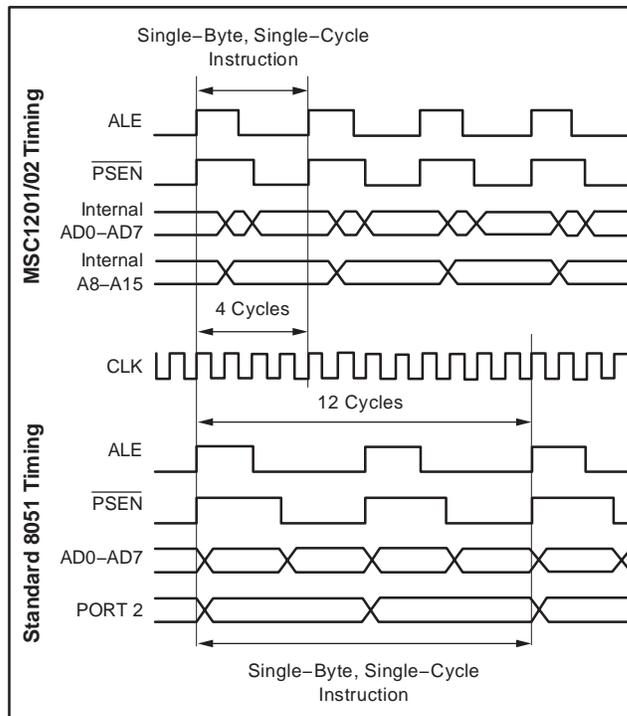 MSC1201/02 Timing
Single−Byte, Single−Cycle
Instruction
ALE
PSEN
Internal
AD0−AD7
Internal
A8−A15
4 Cycles
CLK
12 Cycles
Standard 8051 Timing
ALE
PSEN
AD0−AD7
PORT 2
Single−Byte, Single−Cycle
Instruction